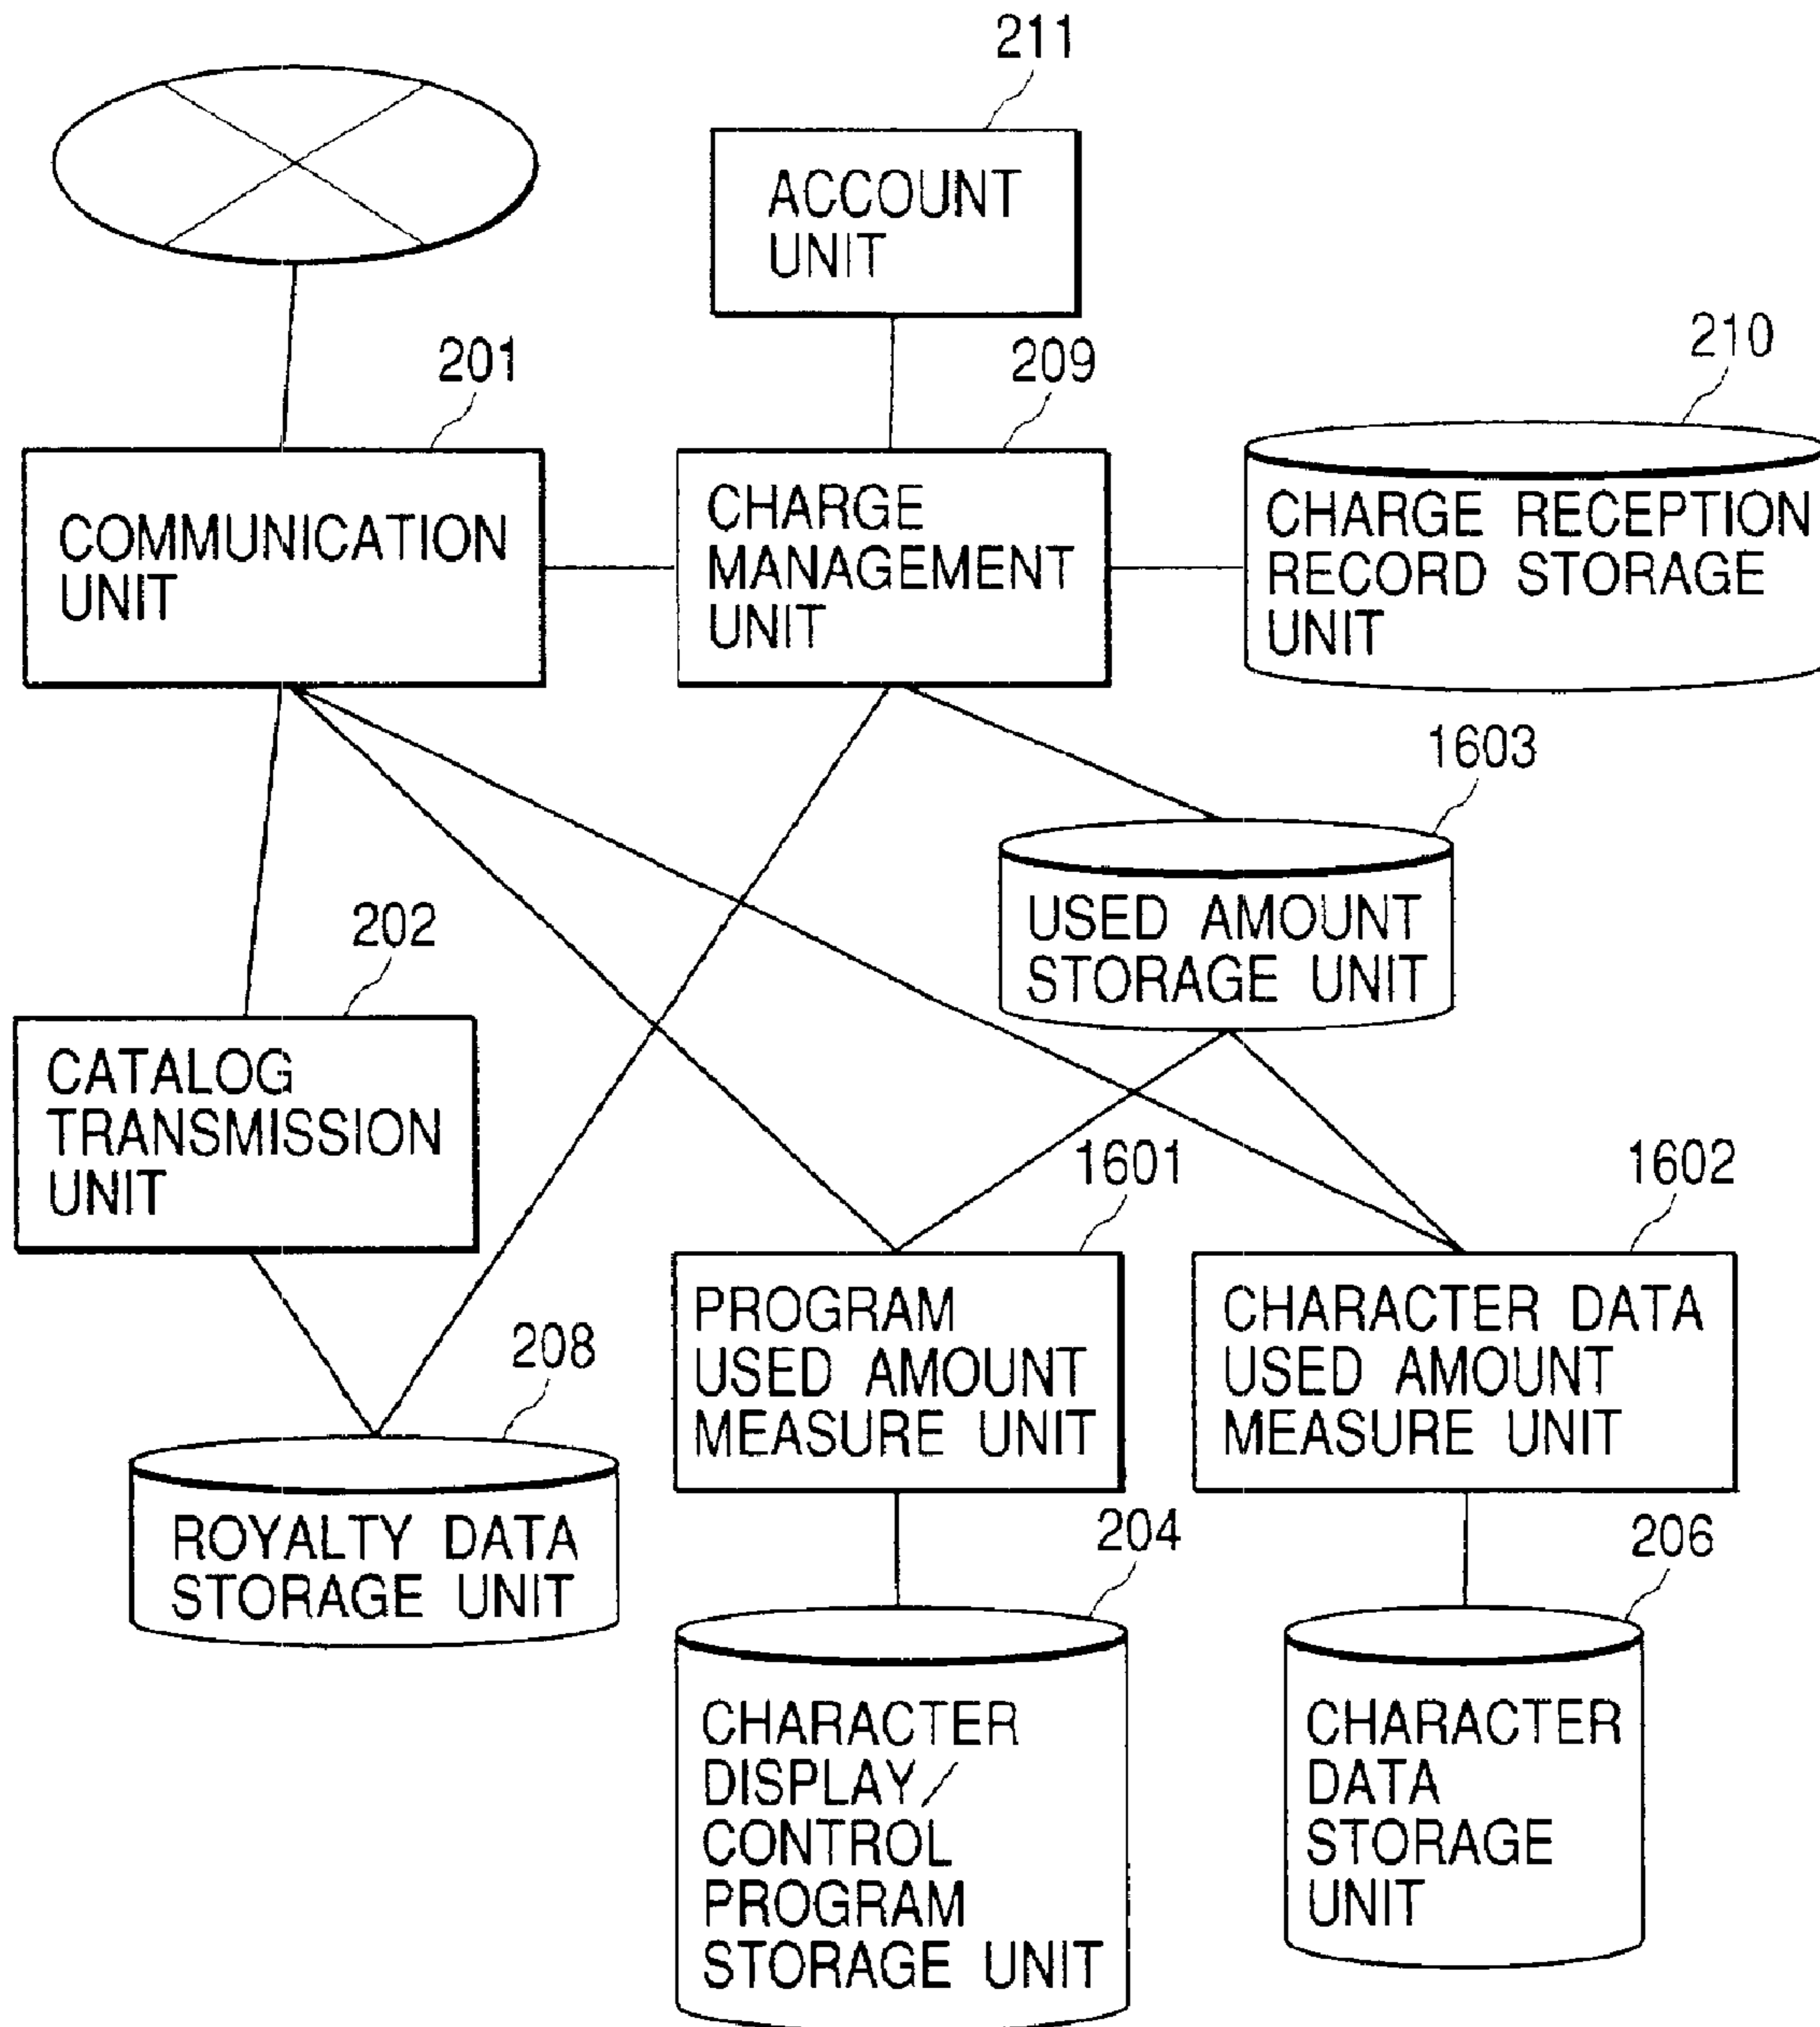 211
ACCOUNT
UNIT
201
209
210
COMMUNICATION
UNIT
CHARGE
MANAGEMENT
UNIT
CHARGE RECEPTION
RECORD STORAGE
UNIT
1603
USED AMOUNT
STORAGE UNIT
202
CATALOG
TRANSMISSION
UNIT
1601
1602
PROGRAM
USED AMOUNT
MEASURE UNIT
CHARACTER DATA
USED AMOUNT
MEASURE UNIT
208
ROYALTY DATA
STORAGE UNIT
204
206
CHARACTER
DISPLAY/
CONTROL
PROGRAM
STORAGE UNIT
CHARACTER
DATA
STORAGE
UNIT